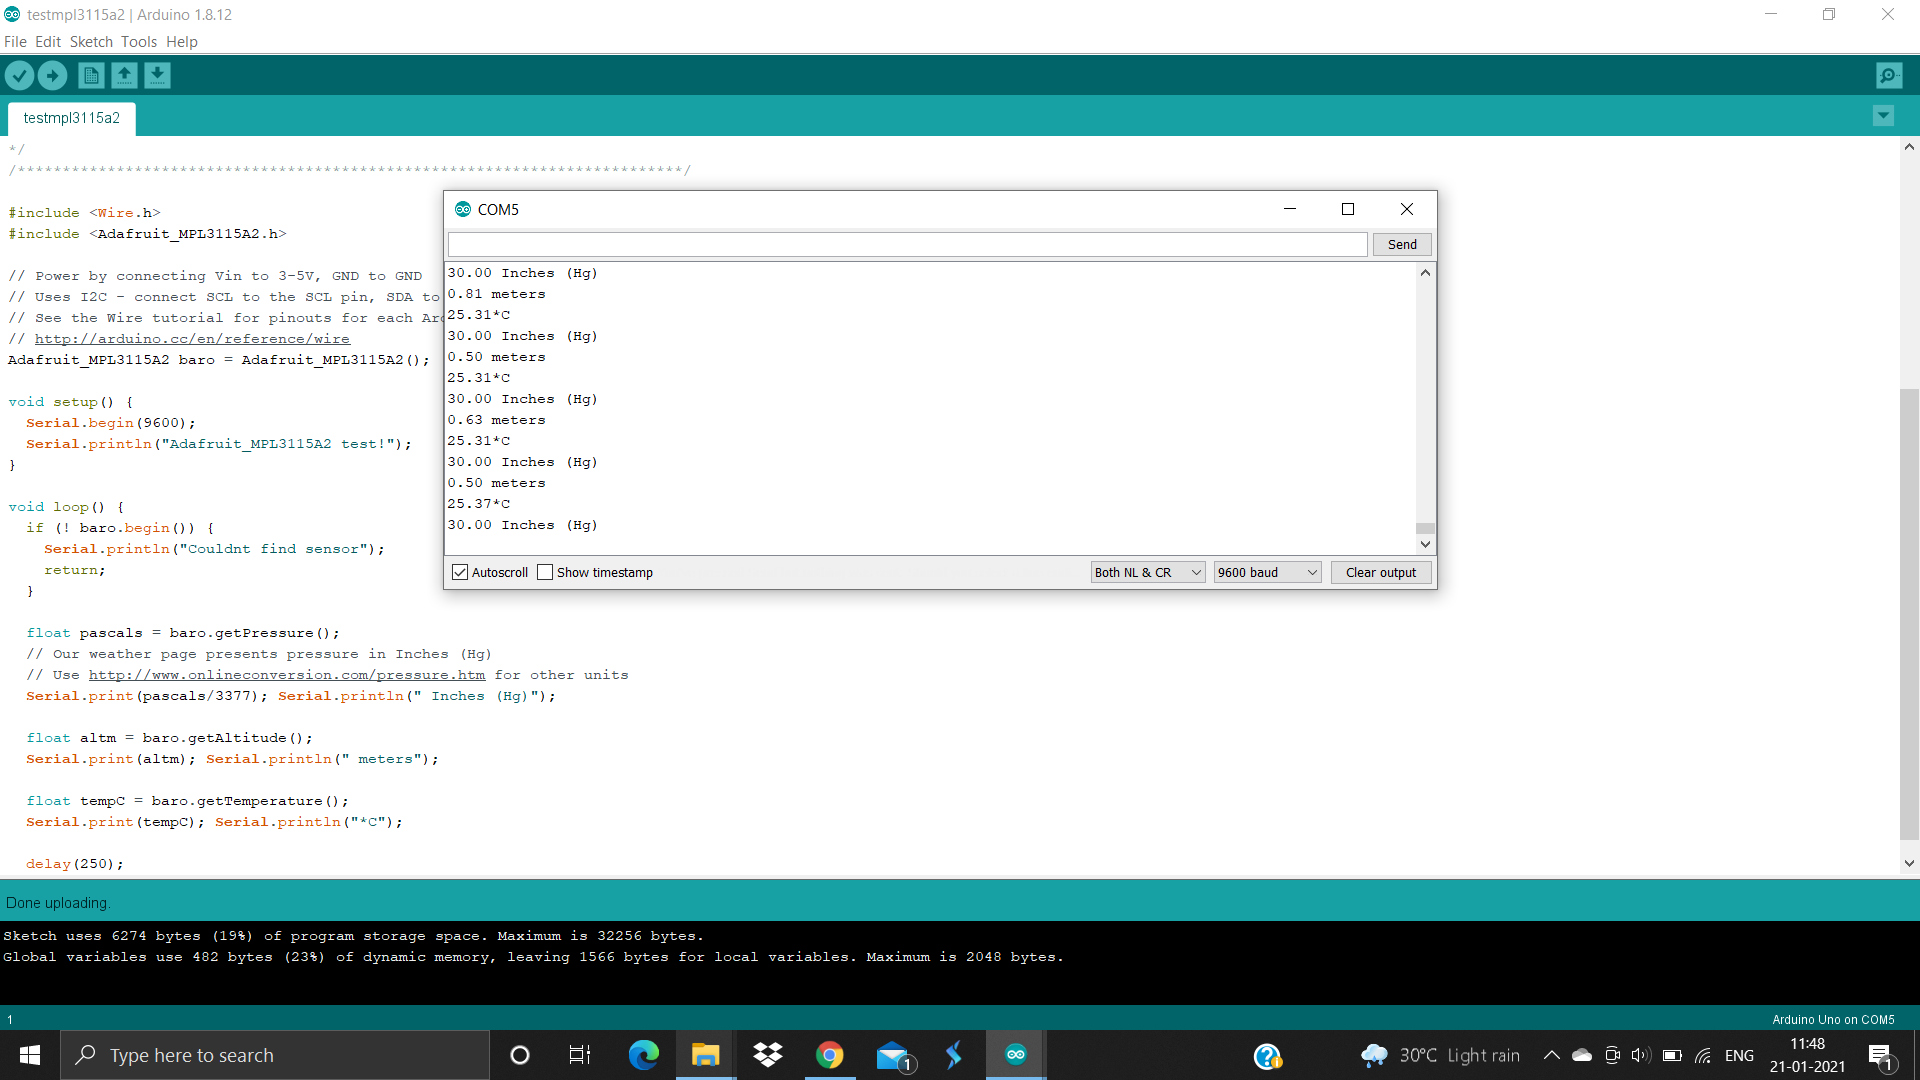 testmpl3115a2 | Arduino 1.8.12
File Edit Sketch Tools Help
testmpl3115a2
*/
/**************************************************************************/
#include <Wire.h>
#include <Adafruit_MPL3115A2.h>
// Power by connecting Vin to 3-5V, GND to GND
// Uses I2C - connect SCL to the SCL pin, SDA to
// See the Wire tutorial for pinouts for each Ard
// http://arduino.cc/en/reference/wire
Adafruit_MPL3115A2 baro = Adafruit_MPL3115A2();
void setup() {
Serial.begin(9600);
Serial.println("Adafruit_MPL3115A2 test!");
}
void loop() {
if (! baro.begin()) {
Serial.println("Couldnt find sensor");
return;
}
float pascals = baro.getPressure();
// Our weather page presents pressure in Inches (Hg)
// Use http://www.onlineconversion.com/pressure.htm for other units
Serial.print(pascals/3377); Serial.println(" Inches (Hg)");
float altm = baro.getAltitude();
Serial.print(altm); Serial.println(" meters");
float tempC = baro.getTemperature();
Serial.print(tempC); Serial.println("*C");
delay(250);
COM5
Send
30.00 Inches (Hg)
0.81 meters
25.31*C
30.00 Inches (Hg)
0.50 meters
25.31*C
30.00 Inches (Hg)
0.63 meters
25.31*C
30.00 Inches (Hg)
0.50 meters
25.37*C
30.00 Inches (Hg)
Autoscroll Show timestamp Both NL & CR 9600 baud Clear output
Done uploading.
Sketch uses 6274 bytes (19%) of program storage space. Maximum is 32256 bytes.
Global variables use 482 bytes (23%) of dynamic memory, leaving 1566 bytes for local variables. Maximum is 2048 bytes.
1 Arduino Uno on COM5
Type here to search 1 30°C Light rain ENG 11:48 1
21-01-2021